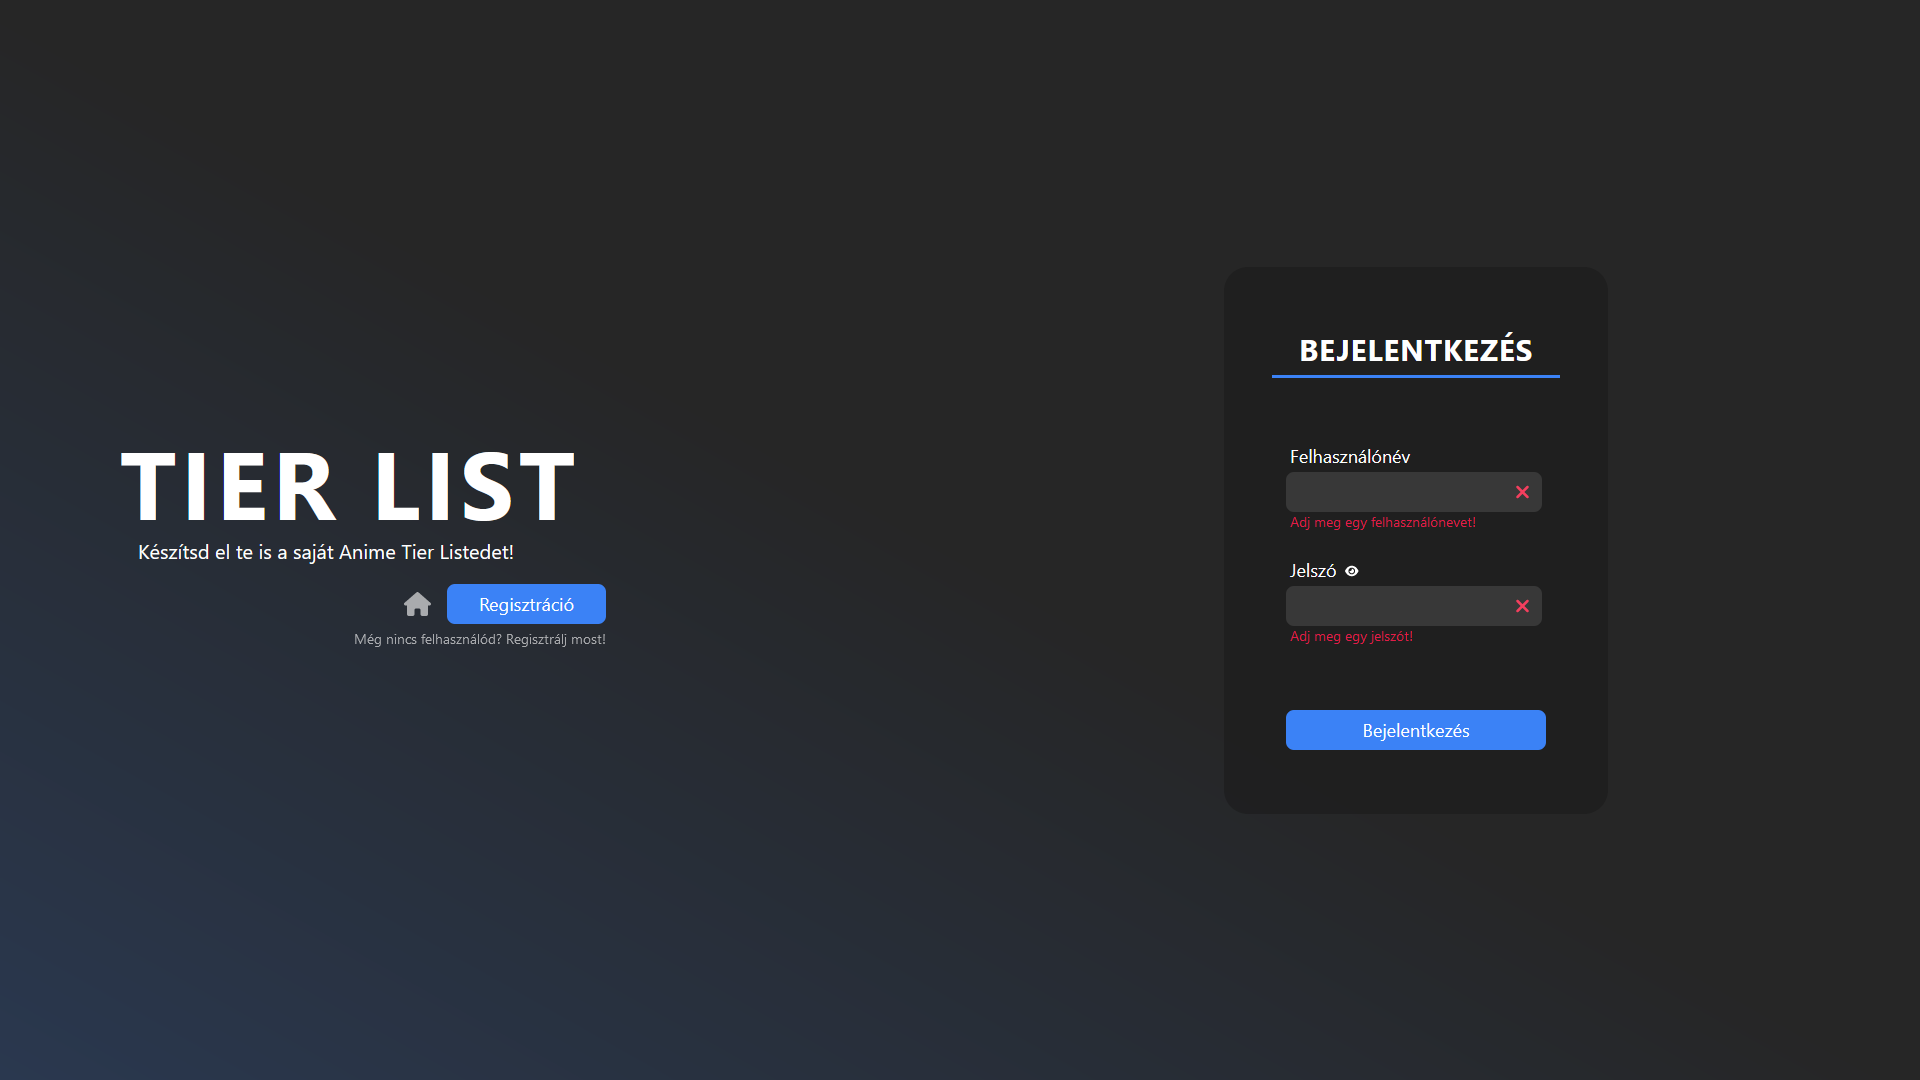 TIER LIST
Készítsd el te is a saját Anime Tier Listedet!
Regisztráció
Még nincs felhasználód? Regisztrálj most!
BEJELENTKEZÉS
Felhasználónév
Adj meg egy felhasználónevet!
Jelszó
Adj meg egy jelszót!
Bejelentkezés